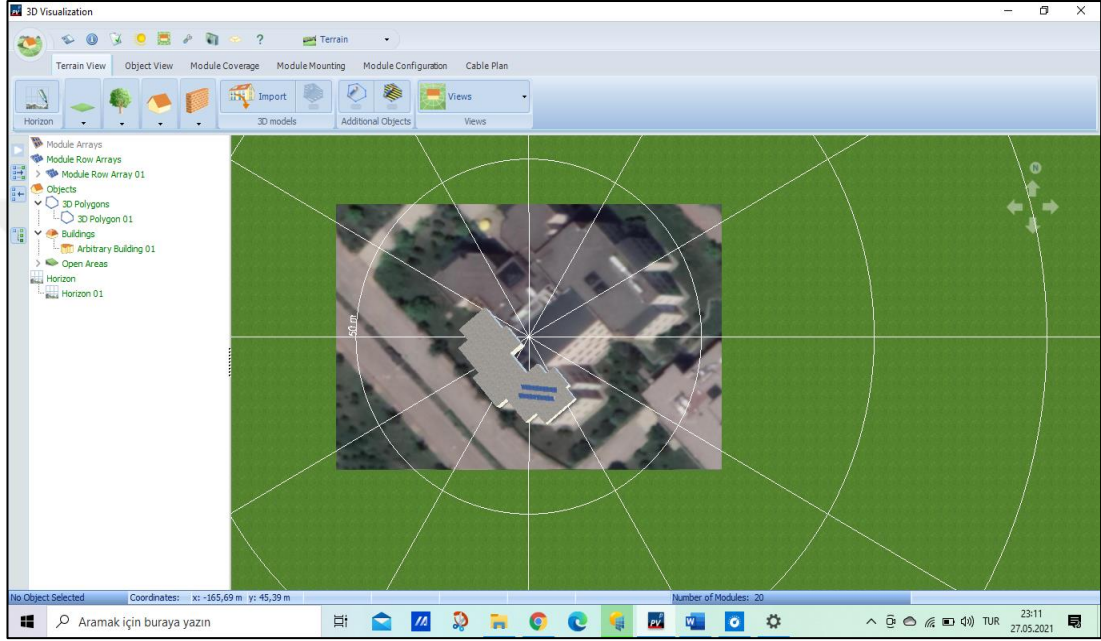 PV 3D Visualization
? Terrain
Terrain View Object View Module Coverage Module Mounting Module Configuration Cable Plan
Import Views
Horizon 3D models Additional Objects Views
Module Arrays
Module Row Arrays
Module Row Array 01
Objects
3D Polygons
3D Polygon 01
Buildings
Arbitrary Building 01
Open Areas
Horizon
Horizon 01
N
50 m
No Object Selected Coordinates: x: -165,69 m y: 45,39 m Number of Modules: 20
Aramak için buraya yazın PV W TUR 23:11
27.05.2021